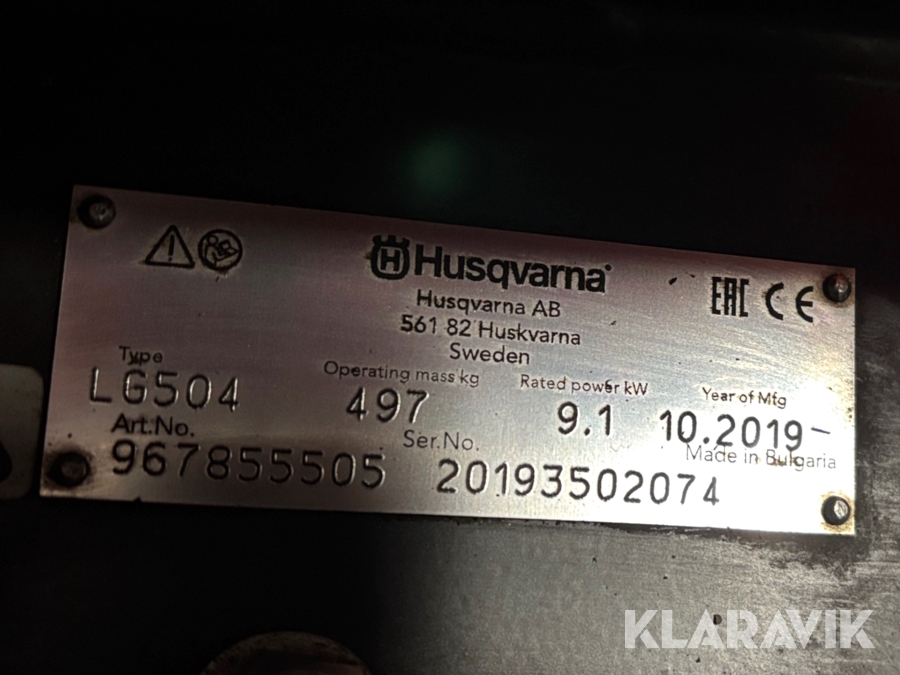 Husqvarna
EAC CE
Husqvarna AB
561 82 Huskvarna
Sweden
Type Operating mass kg Rated power kW Year of Mfg
LG504 497 9.1 10.2019
Art.No. Ser.No. Made in Bulgaria
967855505 20193502074
KLARAVIK